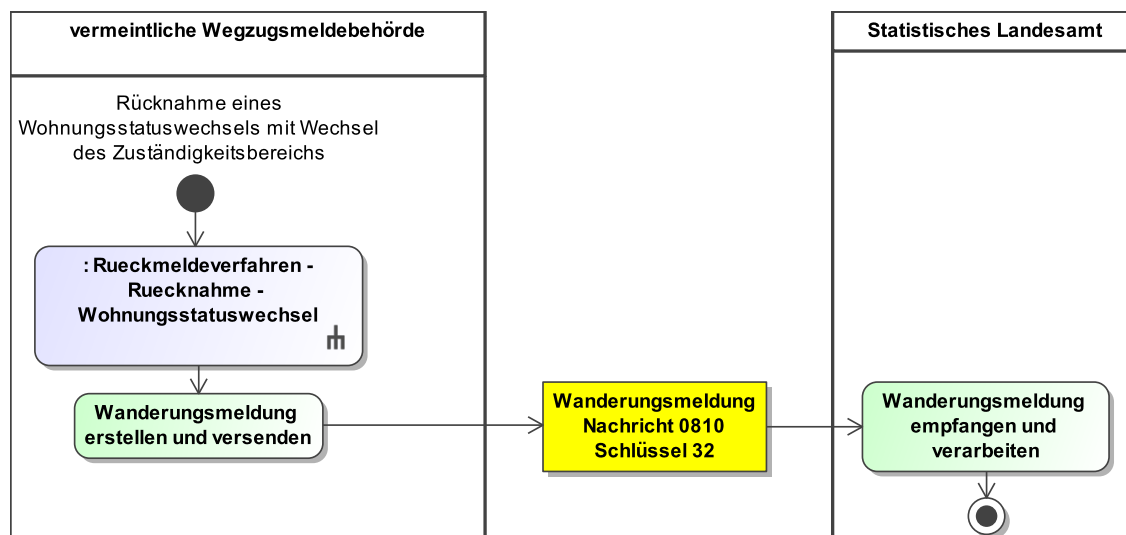 vermeintliche Wegzugsmeldebehörde
Statistisches Landesamt
Rücknahme eines
Wohnungsstatuswechsels mit Wechsel
des Zuständigkeitsbereichs
: Rueckmeldeverfahren -
Ruecknahme -
Wohnungsstatuswechsel
Wanderungsmeldung
erstellen und versenden
Wanderungsmeldung
Nachricht 0810
Schlüssel 32
Wanderungsmeldung
empfangen und
verarbeiten